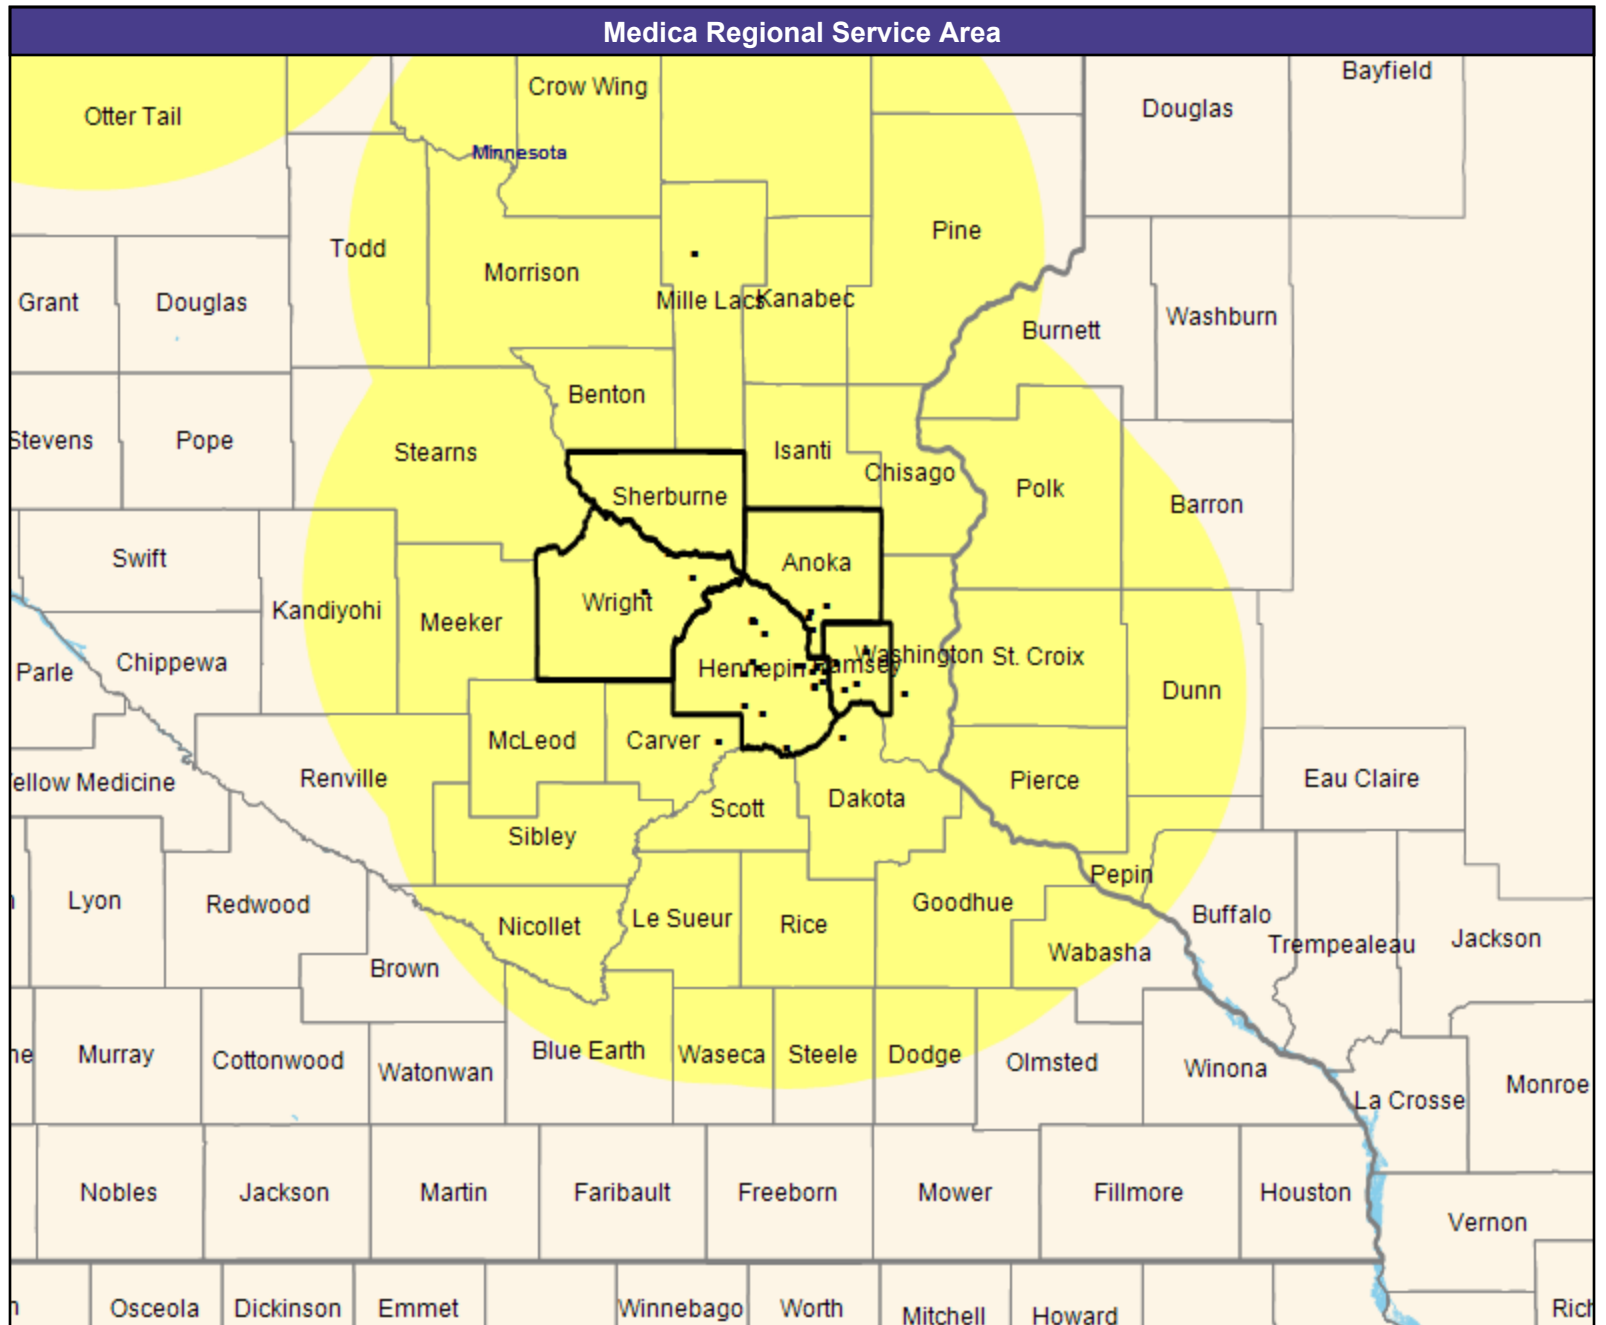 Medica Regional Service Area
Bayfield
Crow Wing
Douglas
Otter Tail
Minnesota
Pine
Todd
Morrison
Grant
Douglas
Mille Lacs
Kanabec
Washburn
Burnett
Benton
Stevens
Pope
Stearns
Isanti
Chisago
Polk
Sherburne
Barron
Swift
Anoka
Wright
Kandiyohi
Meeker
Washington
St. Croix
Parle
Chippewa
Hennepin
Ramsey
Dunn
McLeod
Carver
Renville
Pierce
Eau Claire
ellow Medicine
Scott
Dakota
Sibley
Pepin
Lyon
Redwood
Goodhue
Buffalo
Nicollet
Le Sueur
Rice
Trempealeau
Jackson
Wabasha
Brown
ne
Murray
Cottonwood
Watonwan
Blue Earth
Waseca
Steele
Dodge
Olmsted
Winona
Monroe
La Crosse
Nobles
Jackson
Martin
Faribault
Freeborn
Mower
Fillmore
Houston
Vernon
n
Osceola
Dickinson
Emmet
Winnebago
Worth
Mitchell
Howard
Rich